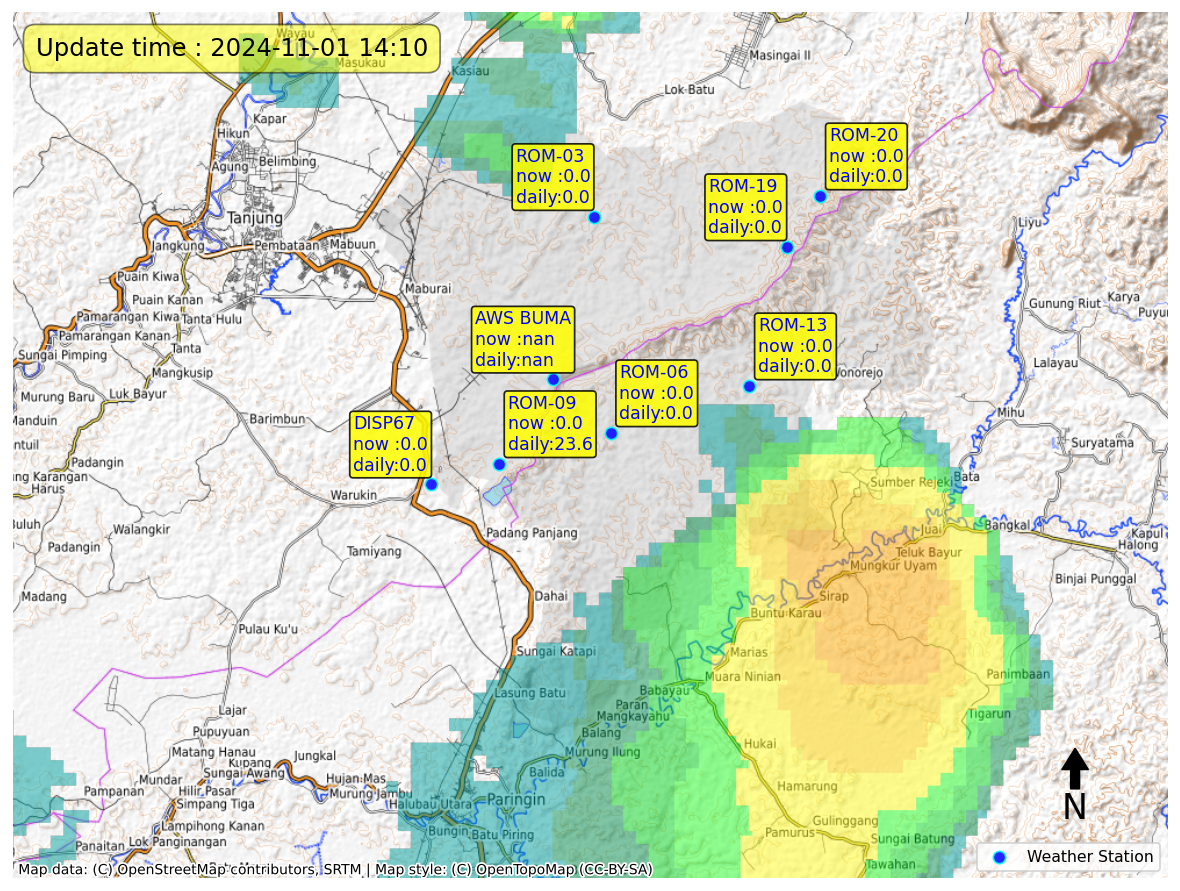 Update time : 2024-11-01 14:10
Wayau
Masukau
Kasiau
Masingai II
Lok Batu
Kapar
Hikun
Belimbing
Agung
Tanjung
Jangkung
Pembataan
Mabuun
Puain Kiwa
Maburai
Puain Kanan
Pamarangan Kiwa
Tanta Hulu
Pamarangan Kanan
Tanta
Sungai Pimping
Mangkusip
Murung Baru
Luk Bayur
Manduin
Barimbun
Padangin
Harus
Warukin
Walangkir
Padangin
Tamiyang
Madang
Padang Panjang
Dahai
Pulau Ku'u
Sungai Katapi
ROM-03
now :0.0
daily:0.0
ROM-20
now :0.0
daily:0.0
ROM-19
now :0.0
daily:0.0
AWS BUMA
now :nan
daily:nan
ROM-13
now :0.0
daily:0.0
ROM-06
now :0.0
daily:0.0
ROM-09
now :0.0
daily:23.6
DISP67
now :0.0
daily:0.0
Liyu
Gunung Riut
Karya
Lalayau
Mihu
Suryatama
Bata
Sumber Rejeki
Juai
Bangkal
Kapul
Halong
Teluk Bayur
Mungkur Uyam
Binjai Punggal
Sirap
Buntu Karau
Marias
Muara Ninian
Panimbaan
Babayau
Lasung Batu
Paran
Mangkayahu
Tigarun
Balang
Murung Ilung
Hukai
Balida
Hamarung
Paringin
Halubau Utara
Gulinggang
Bungin
Batu Piring
Pamurus
Sungai Batung
Tawahan
Lajar
Pupuyuan
Matang Hanau
Jungkal
Kupang
Sungai Awang
Mundar
Hujan Mas
Pampanan
Hilir Pasar
Murung Jambu
Simpang Tiga
Lampihong Kanan
Panaitan
Lok Panginangan
N
Weather Station
Map data: (C) OpenStreetMap contributors, SRTM | Map style: (C) OpenTopoMap (CC-BY-SA)